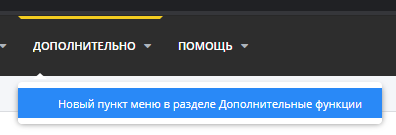 ДОПОЛНИТЕЛЬНО ПОМОЩЬ
Новый пункт меню в разделе Дополнительные функции